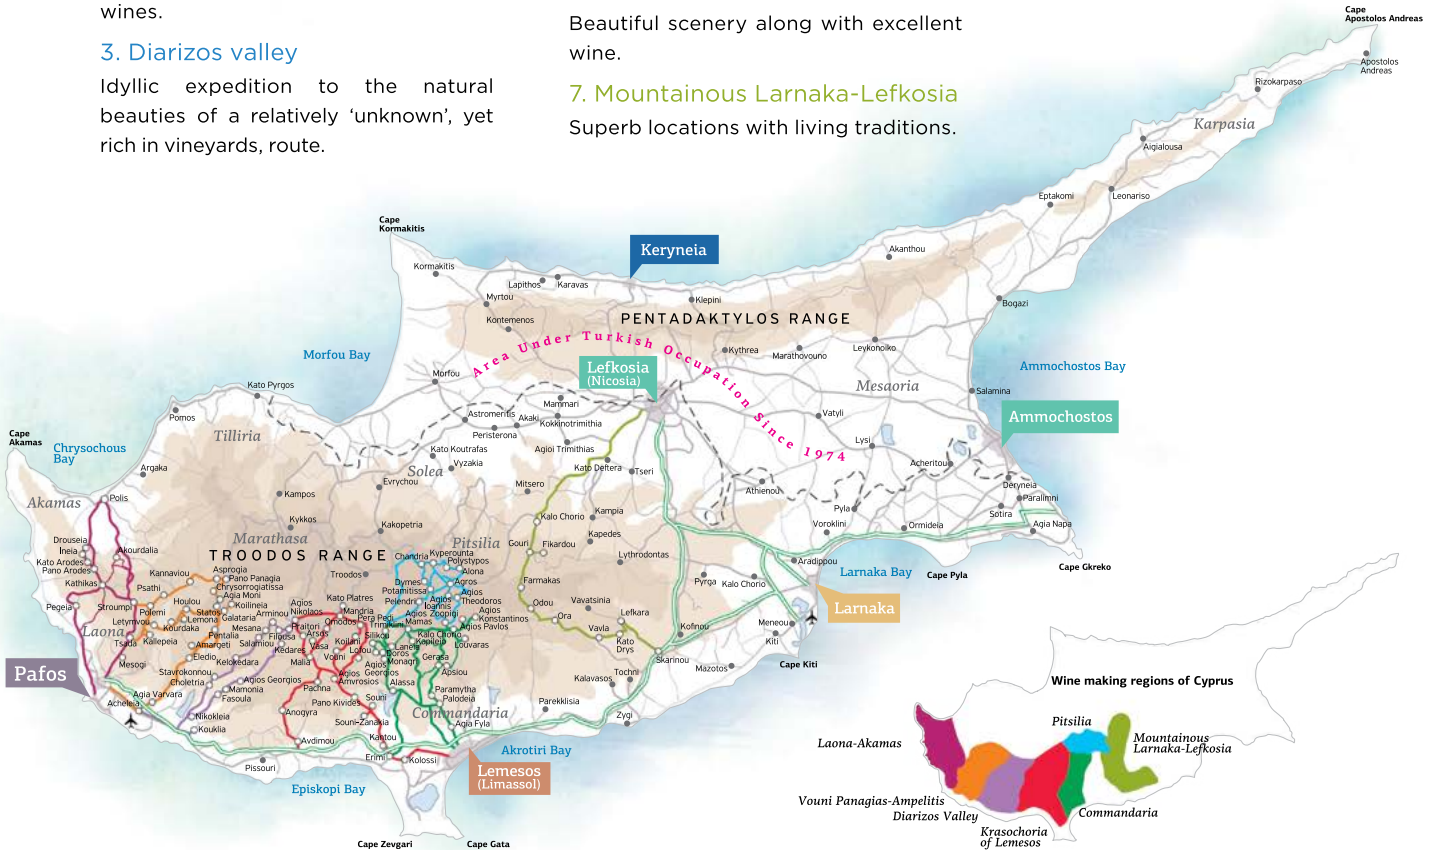 wines.
3. Diarizos valley
Idyllic expedition to the natural
beauties of a relatively ‘unknown’, yet
rich in vineyards, route.
Beautiful scenery along with excellent
wine.
7. Mountainous Larnaka-Lefkosia
Superb locations with living traditions.
Cape
Apostolos Andreas
Apostolos
Andreas
Rizokarpaso
Karpasia
Aigialousa
Eptakomi
Leonariso
Cape
Kormakitis
Keryneia
Akanthou
Kormakitis
Lapithos
Karavas
Myrtou
Klepini
Bogazi
Kontemenos
PENTADAKTYLOS RANGE
Area Under Turkish Occupation Since 1974
Morfou Bay
Kythrea
Marathovouno
Leykonoiko
Lefkosia
(Nicosia)
Ammochostos Bay
Morfou
Mesaoria
Kato Pyrgos
Salamina
Pomos
Mammari
Astromeritis
Akaki
Kokkinotrimithia
Vatyli
Ammochostos
Cape
Akamas
Tilliria
Peristerona
Chrysochous
Bay
Kato Koutrafas
Agioi Trimithias
Lysi
Argaka
Solea
Vyzakia
Kato Deftera
Tseri
Acheritou
Evrychou
Mitsero
Athienou
Deryneia
Akamas
Polis
Kampos
Paralimni
Pyla
Sotira
Kykkos
Kalo Chorio
Kampia
Voroklini
Ormideia
Agia Napa
Kakopetria
Marathasa
Kapedes
Drouseia
Ineia
Akourdalia
TROODOS RANGE
Pitsilia
Gouri
Fikardou
Kato Arodes
Pano Arodes
Chandria
Kyperounta
Polystypos
Lythrodontas
Aradippou
Cape Gkreko
Kannaviou
Asprogia
Pano Panagia
Troodos
Alona
Larnaka Bay
Cape Pyla
Kathikas
Psathi
Chrysorrogiatissa
Dymes
Agros
Farmakas
Pyrga
Kalo Chorio
Agia Moni
Potamitissa
Agios
Theodoros
Pegeia
Stroumpi
Houlou
Koilineia
Agios
Nikolaos
Kato Platres
Pelendri
Agios
Ioannis
Odou
Vavatsinia
Larnaka
Polemi
Statos
Arminou
Mandria
Agios
Konstantinos
Letymvou
Lemona
Galataria
Omodos
Pera Pedi
Agios Zoopigi
Mamas
Ora
Lefkara
Laona
Kourdaka
Mesana
Praitori
Trimiklini
Agios Pavlos
Kofinou
Meneou
Pentalia
Filousa
Arsos
Silikou
Kalo Chorio
Vavla
Tsada
Kallepeia
Salamiou
Koilani
Kapileio
Kiti
Amargeti
Kedares
Vasa
Lofou
Laneia
Louvaras
Kato
Drys
Mesogi
Eledio
Kelokedara
Malia
Vouni
Doros
Gerasa
Skarinou
Cape Kiti
Pafos
Stavrokonnou
Agios
Georgios
Monagri
Mazotos
Choletria
Agios Georgios
Agios
Amvrosios
Apsiou
Tochni
Mamonia
Pachna
Alassa
Kalavasos
Agia Varvara
Fasoula
Souni
Paramytha
Acheleia
Pano Kivides
Palodeia
Parekklisia
Nikokleia
Anogyra
Commandaria
Zygi
Kouklia
Souni-Zanakia
Agia Fyla
Avdimou
Kantou
Akrotiri Bay
Pissouri
Erimi
Kolossi
Lemesos
(Limassol)
Episkopi Bay
Cape Zevgari
Cape Gata
Wine making regions of Cyprus
Pitsilia
Laona-Akamas
Mountainous
Larnaka-Lefkosia
Vouni Panagias-Ampelitis
Diarizos Valley
Commandaria
Krasochoria
of Lemesos